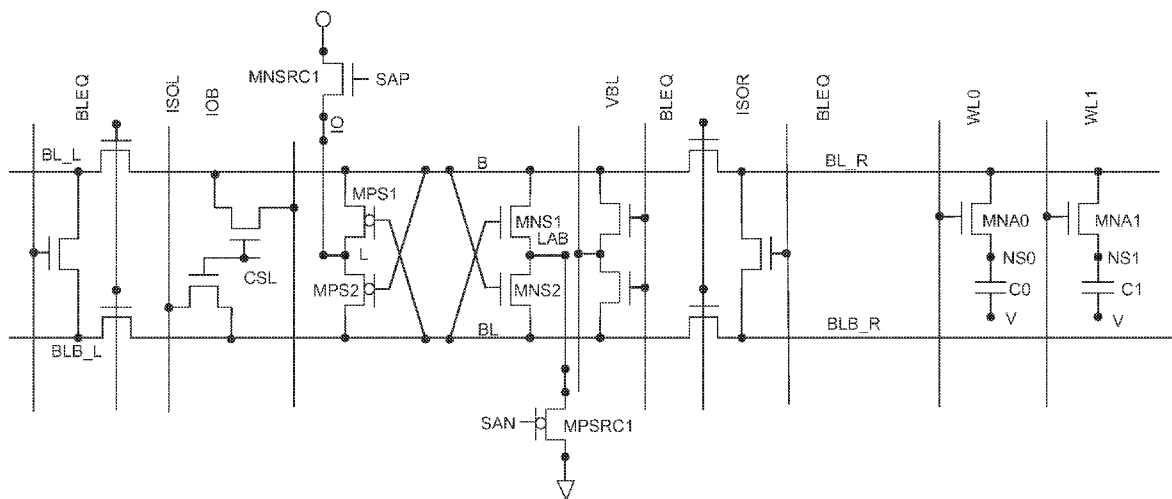 MNSRC1
SAP
BLEQ
ISOL
IOB
IO
VBL
BLEQ
ISOR
BLEQ
WL0
WL1
BL_L
B
BL_R
MPS1
MNS1
MNA0
MNA1
L
LAB
NS0
NS1
CSL
MPS2
MNS2
C0
C1
V
V
BLB_L
BL
BLB_R
SAN
MPSRC1